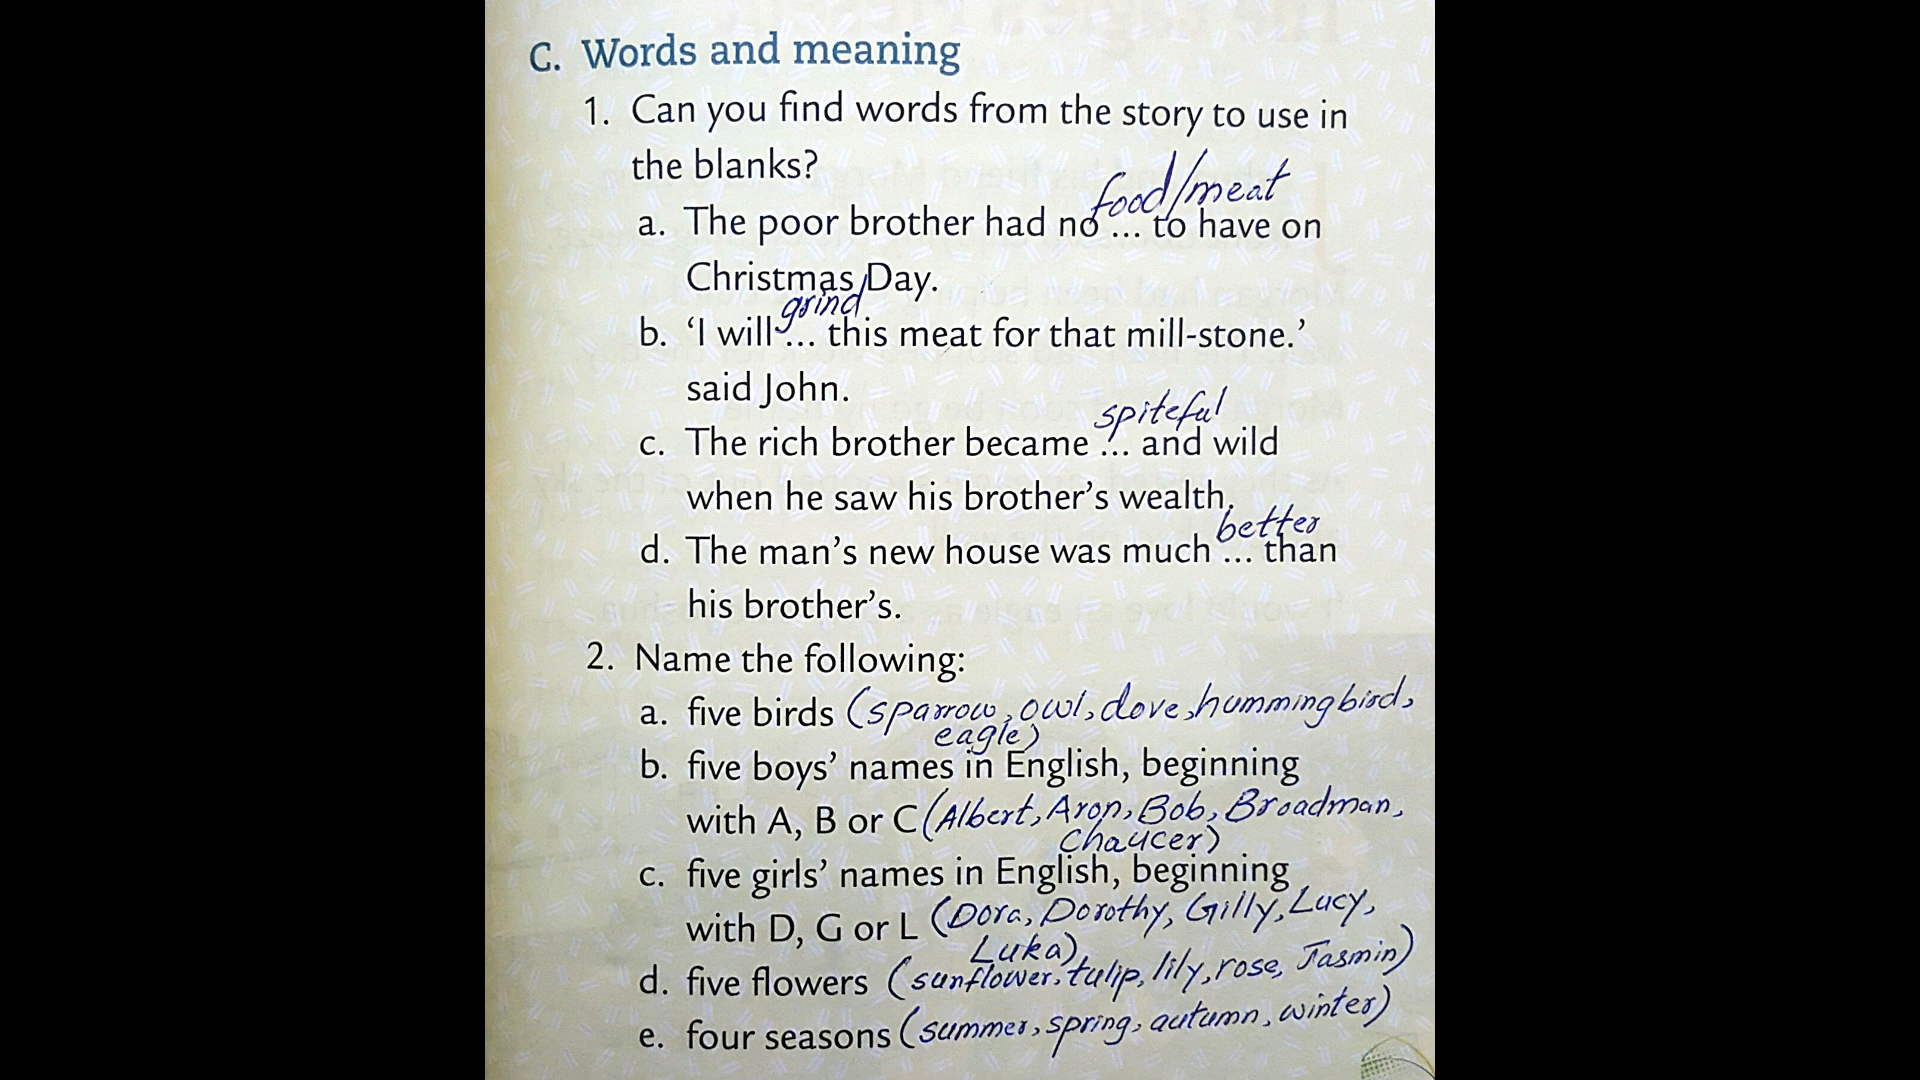 C. Words and meaning
1. Can you find words from the story to use in
the blanks?
food/meat
a. The poor brother had no ... to have on
Christmas Day.
grind
b. ‘I will ... this meat for that mill-stone.’
said John.
spiteful
c. The rich brother became ... and wild
when he saw his brother’s wealth.
better
d. The man’s new house was much ... than
his brother’s.
2. Name the following:
a. five birds (sparrow, owl, dove, hummingbird,
eagle)
b. five boys’ names in English, beginning
with A, B or C (Albert, Aron, Bob, Broadman,
Chaucer)
c. five girls’ names in English, beginning
with D, G or L (Dora, Dorothy, Gilly, Lucy,
Luka)
d. five flowers (sunflower, tulip, lily, rose, Jasmin)
e. four seasons (summer, spring, autumn, winter)